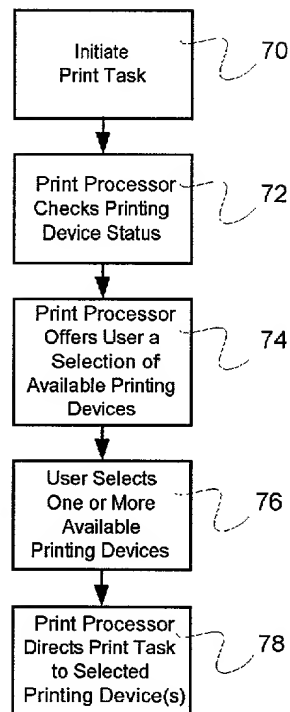 Initiate
Print Task
70
Print Processor
Checks Printing
Device Status
72
Print Processor
Offers User a
Selection of
Available Printing
Devices
74
User Selects
One or More
Available
Printing Devices
76
Print Processor
Directs Print Task
to Selected
Printing Device(s)
78